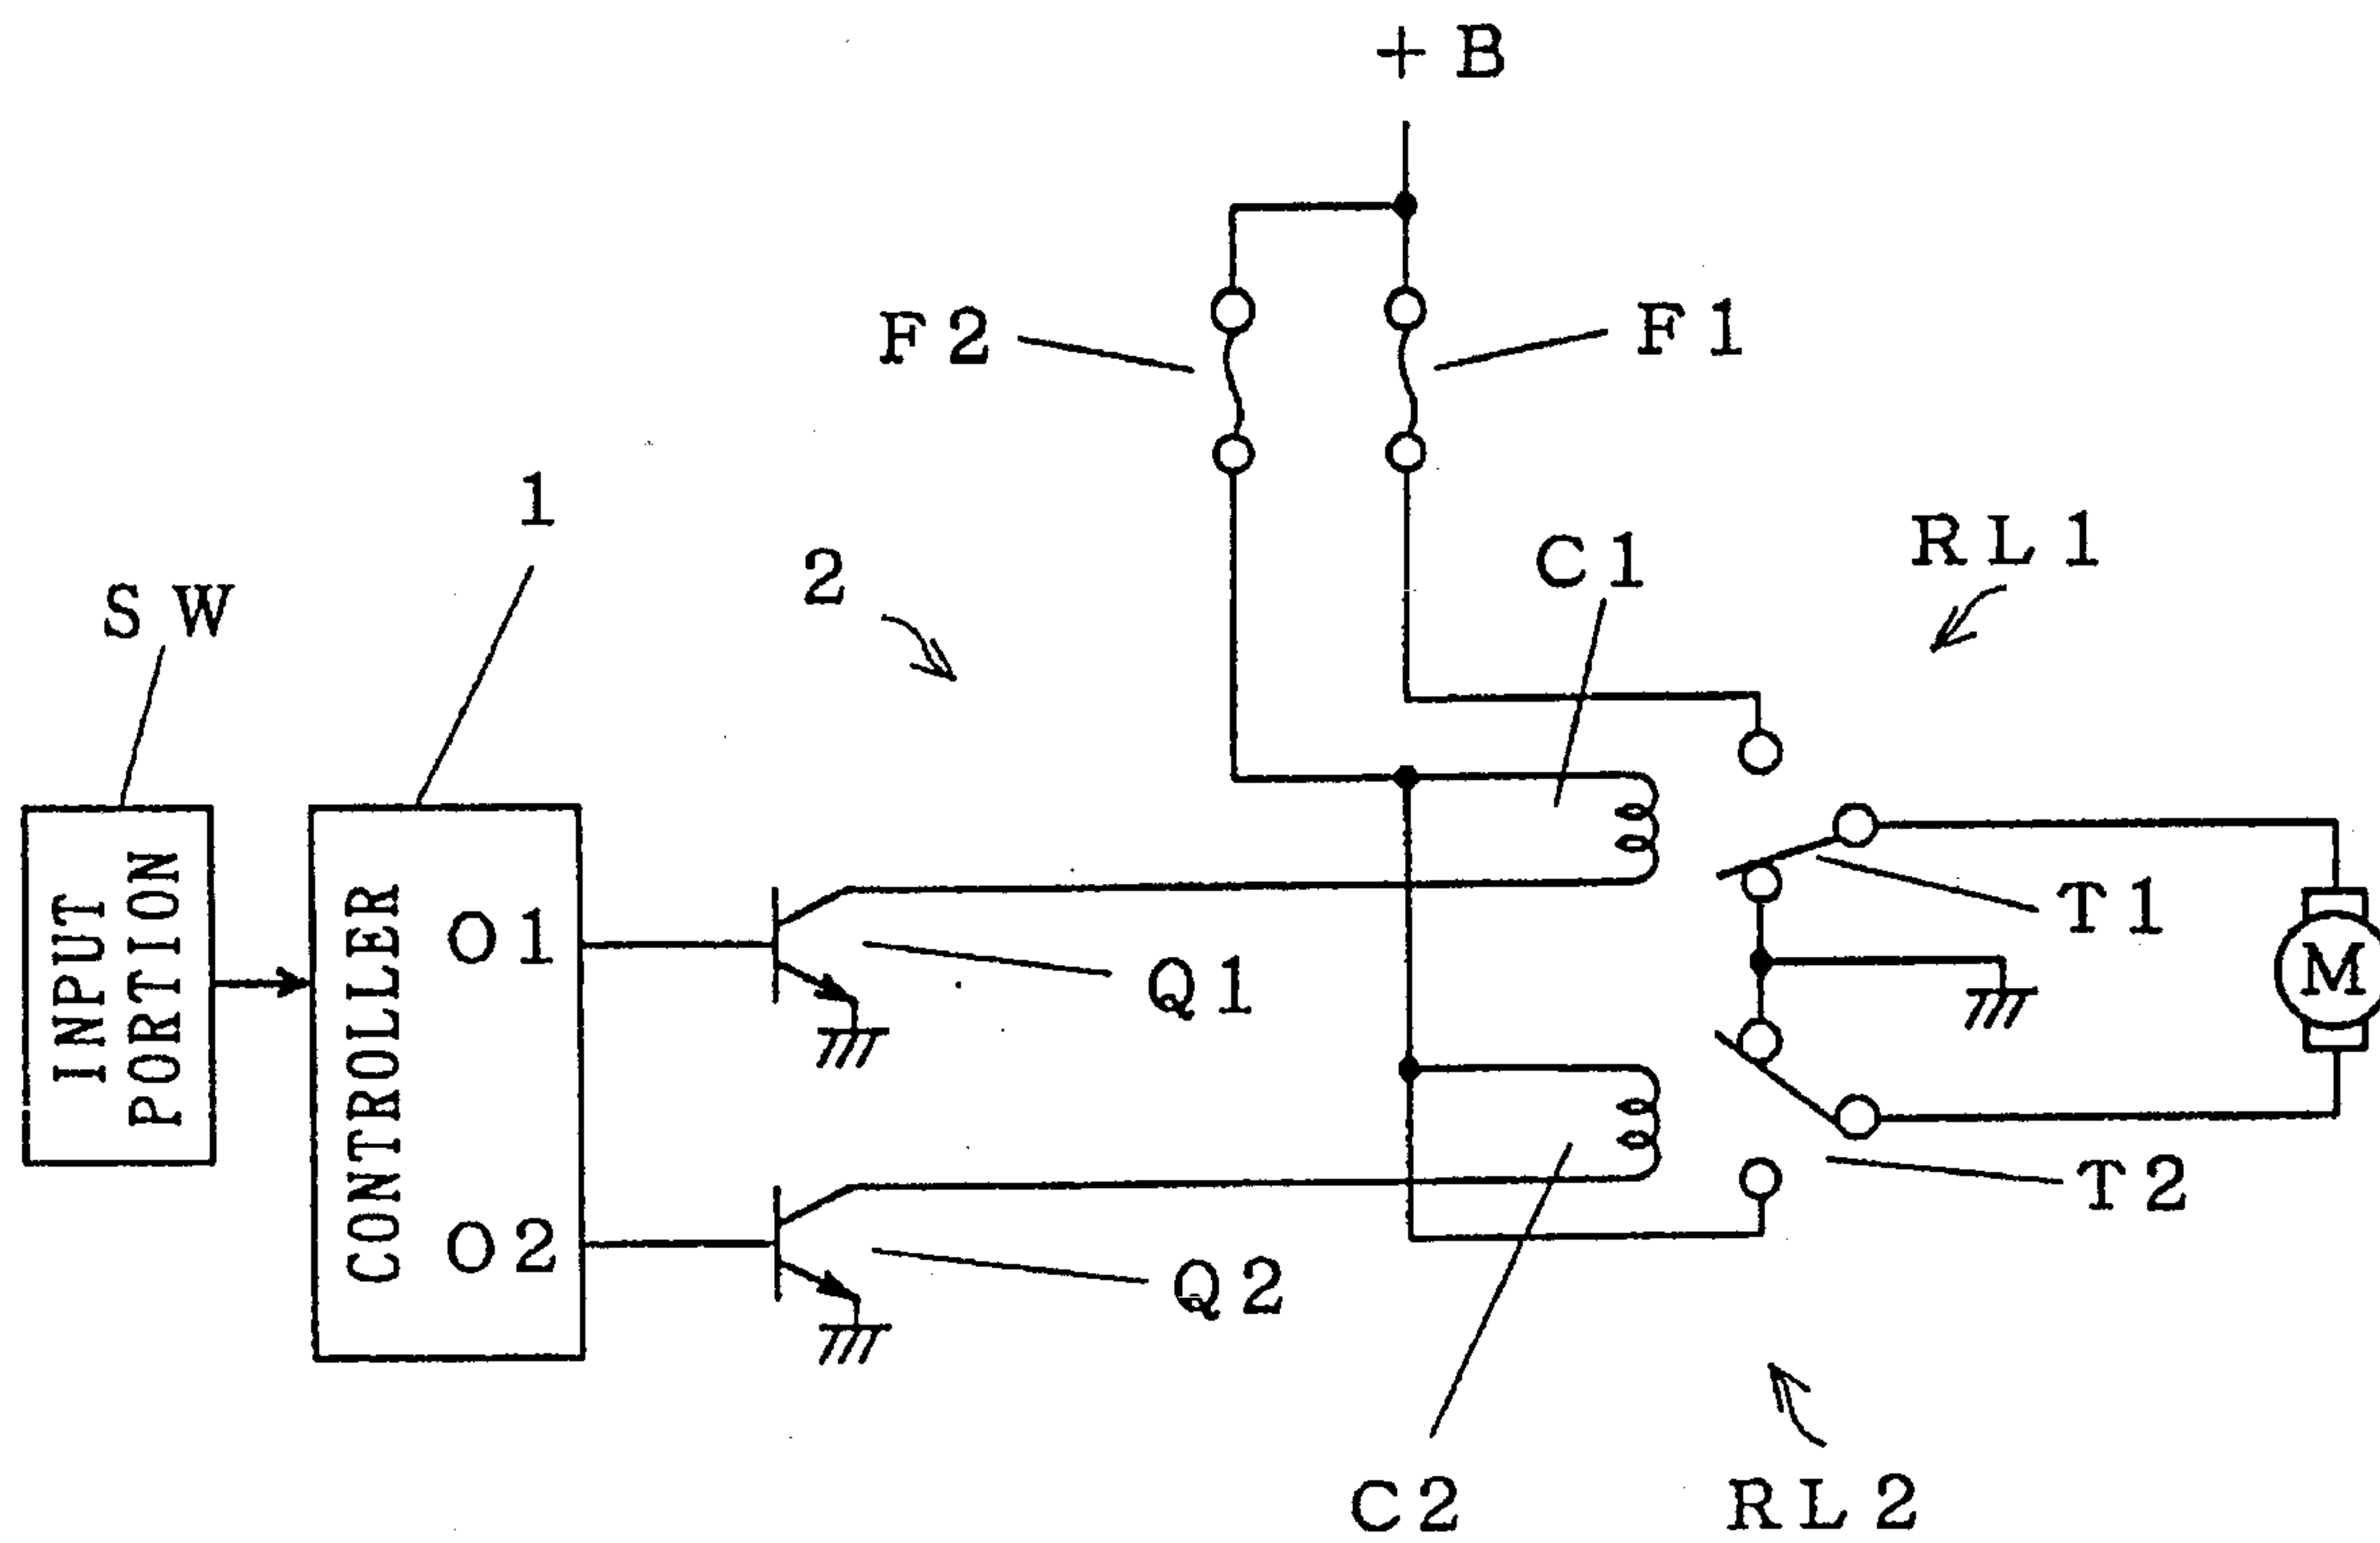 +B
F2
F1
1
2
C1
RL1
SW
INPUT
PORTION
CONTROLLER
O1
O2
Q1
T1
M
Q2
T2
C2
RL2